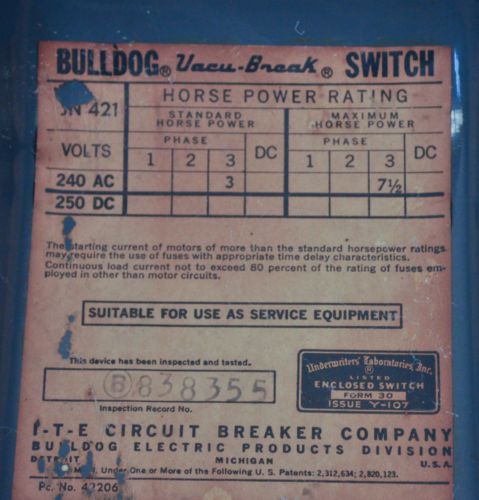 BULLDOG® Vacu-Break® SWITCH
HORSE POWER RATING
N 421
STANDARD HORSE POWER
MAXIMUM HORSE POWER
VOLTS
PHASE
DC
PHASE
DC
1 2 3
1 2 3
240 AC 3 7½
250 DC
The starting current of motors of more than the standard horsepower ratings
may require the use of fuses with appropriate time delay characteristics.
Continuous load current not to exceed 80 percent of the rating of fuses em-
ployed in other than motor circuits.
SUITABLE FOR USE AS SERVICE EQUIPMENT
This device has been inspected and tested.
B 838355
Inspection Record No.
Underwriters' Laboratories, Inc.
®
LISTED
ENCLOSED SWITCH
FORM 30
ISSUE Y-107
I-T-E CIRCUIT BREAKER COMPANY
BULLDOG ELECTRIC PRODUCTS DIVISION
DETROIT MICHIGAN U.S.A.
Under One or More of the Following U. S. Patents: 2,312,634; 2,820,123.
Pc. No. 206